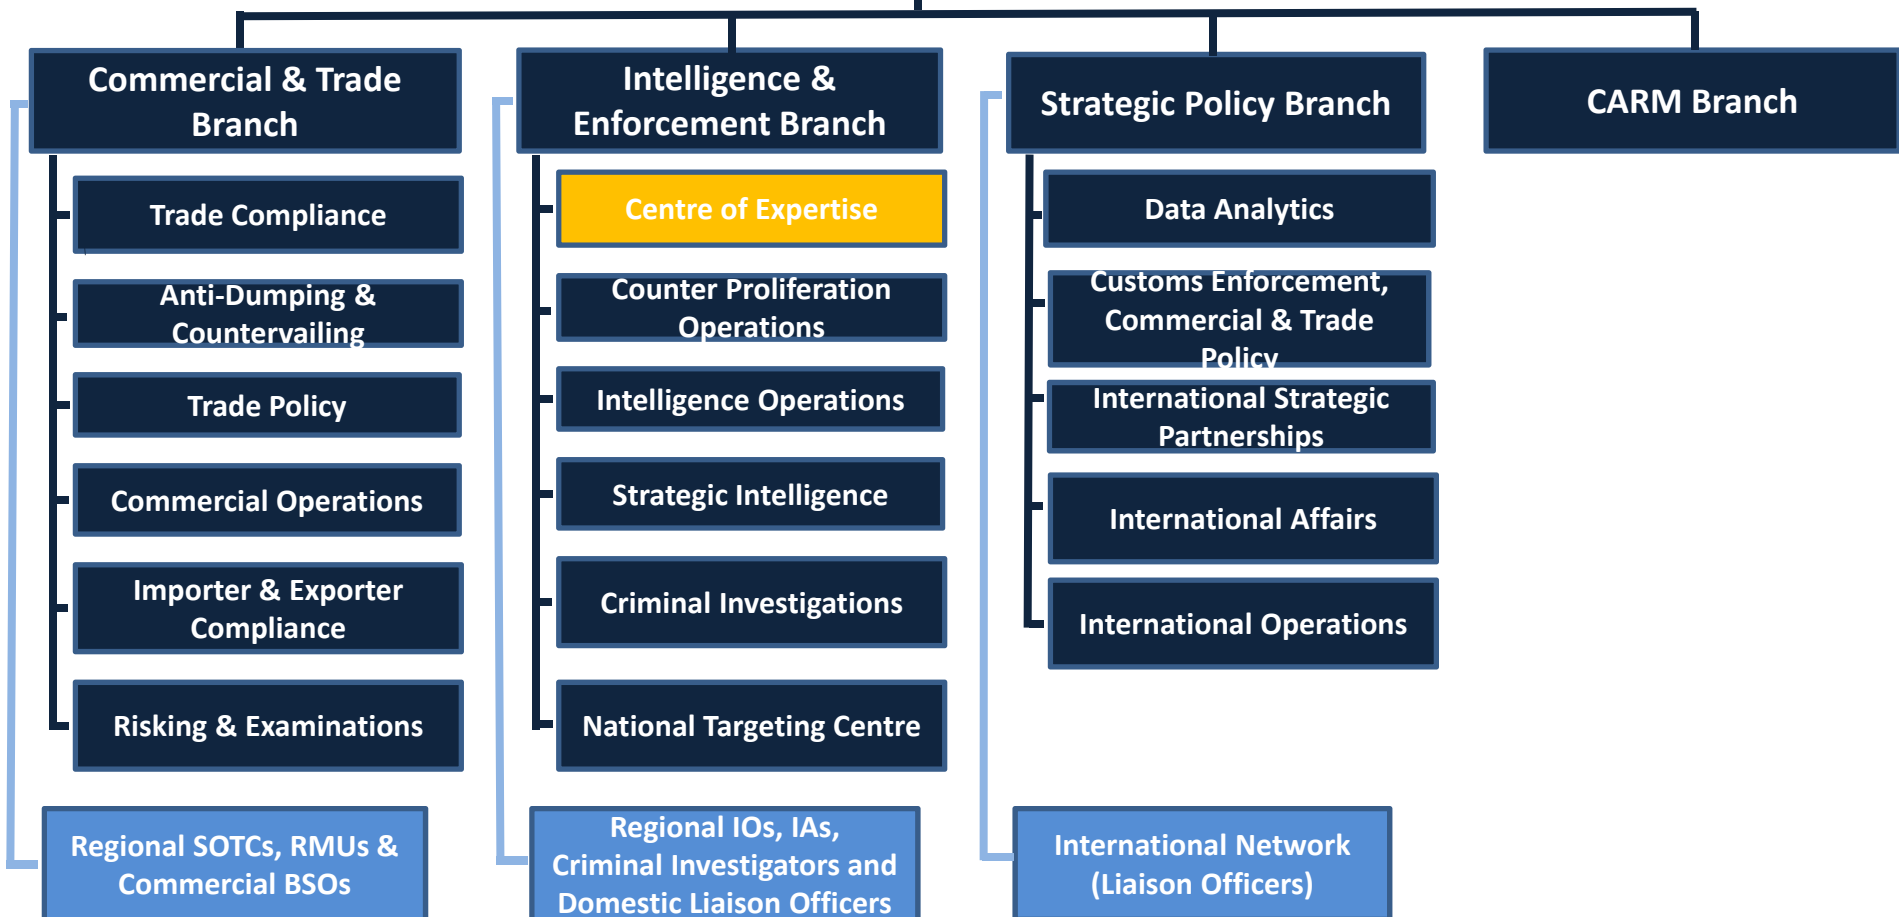 Commercial & Trade
Branch
Trade Compliance
Anti-Dumping &
Countervailing
Trade Policy
Commercial Operations
Importer & Exporter
Compliance
Risking & Examinations
Regional SOTCs, RMUs &
Commercial BSOs
Intelligence &
Enforcement Branch
Centre of Expertise
Counter Proliferation
Operations
Intelligence Operations
Strategic Intelligence
Criminal Investigations
National Targeting Centre
Regional IOs, IAs,
Criminal Investigators and
Domestic Liaison Officers
Strategic Policy Branch
Data Analytics
Customs Enforcement,
Commercial & Trade
Policy
International Strategic
Partnerships
International Affairs
International Operations
International Network
(Liaison Officers)
CARM Branch